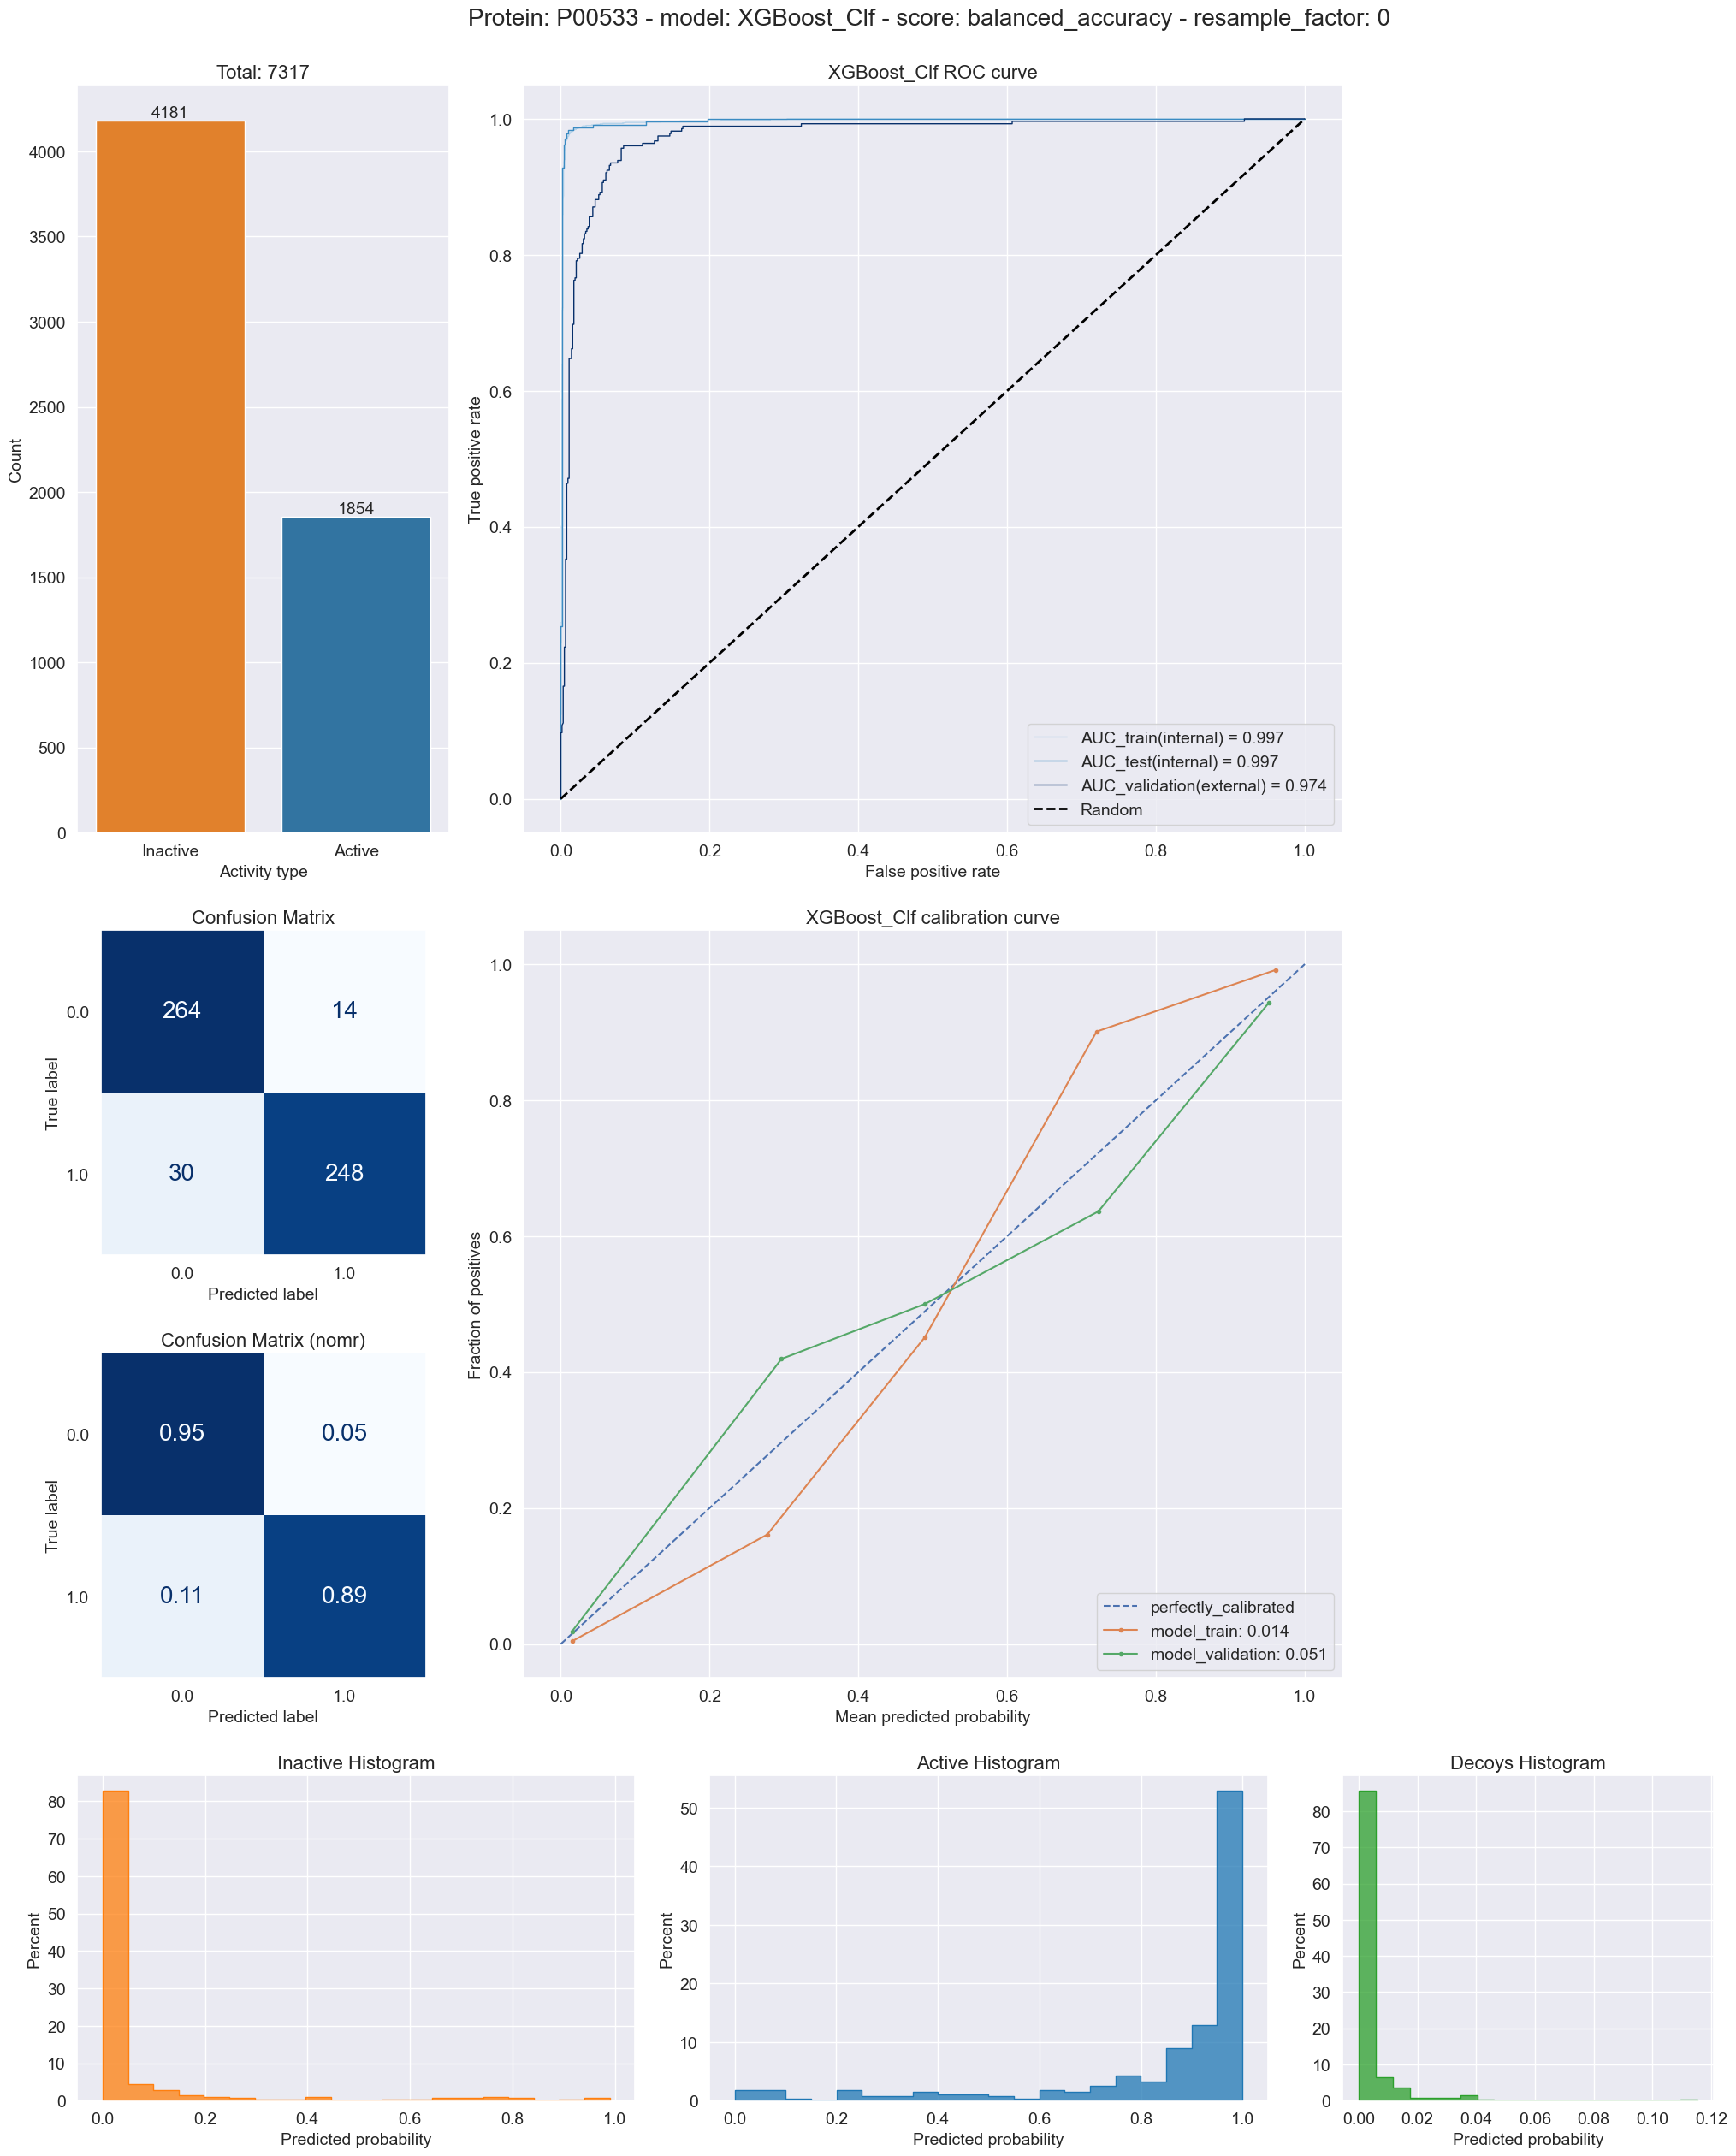 Protein: P00533 - model: XGBoost_Clf - score: balanced_accuracy - resample_factor: 0
Total: 7317
4181
1854
4000
3500
3000
2500
2000
1500
1000
500
0
Count
Inactive
Active
Activity type
XGBoost_Clf ROC curve
1.0
0.8
0.6
0.4
0.2
0.0
True positive rate
AUC_train(internal) = 0.997
AUC_test(internal) = 0.997
AUC_validation(external) = 0.974
Random
0.0 0.2 0.4 0.6 0.8 1.0
False positive rate
Confusion Matrix
True label
0.0
264 14
1.0
30 248
0.0 1.0
Predicted label
Confusion Matrix (nomr)
True label
0.0
0.95 0.05
1.0
0.11 0.89
0.0 1.0
Predicted label
XGBoost_Clf calibration curve
1.0
0.8
0.6
0.4
0.2
0.0
Fraction of positives
perfectly_calibrated
model_train: 0.014
model_validation: 0.051
0.0 0.2 0.4 0.6 0.8 1.0
Mean predicted probability
Inactive Histogram
80
70
60
50
40
30
20
10
0
Percent
0.0 0.2 0.4 0.6 0.8 1.0
Predicted probability
Active Histogram
50
40
30
20
10
0
Percent
0.0 0.2 0.4 0.6 0.8 1.0
Predicted probability
Decoys Histogram
80
70
60
50
40
30
20
10
0
Percent
0.00 0.02 0.04 0.06 0.08 0.10 0.12
Predicted probability